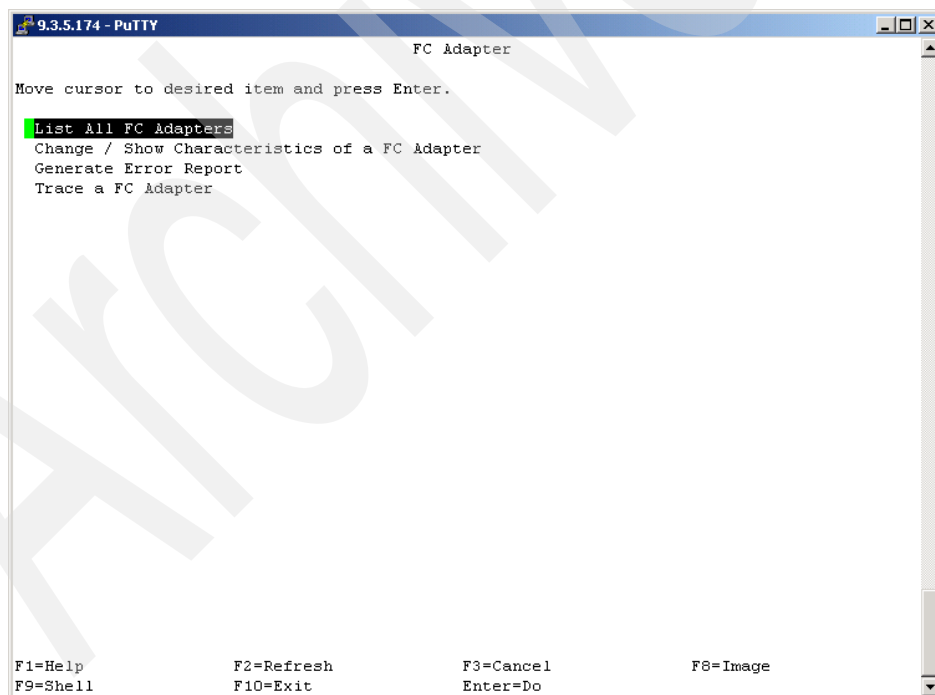 9.3.5.174 - PuTTY
FC Adapter
Move cursor to desired item and press Enter.
List All FC Adapters
Change / Show Characteristics of a FC Adapter
Generate Error Report
Trace a FC Adapter
F1=Help F2=Refresh F3=Cancel F8=Image
F9=Shell F10=Exit Enter=Do
Archive